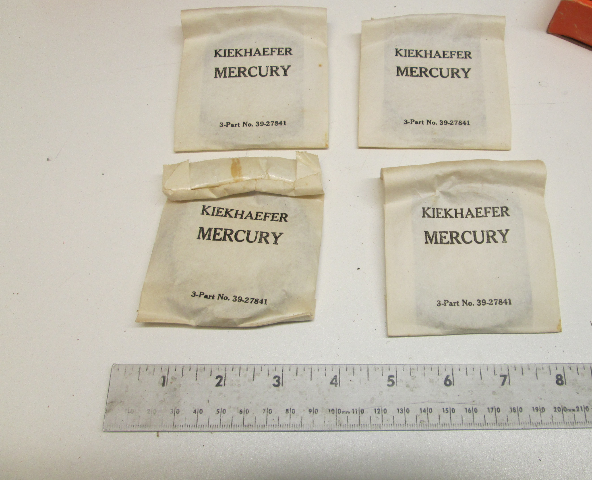 KIEKHAEFER
MERCURY
3-Part No. 39-27841
KIEKHAEFER
MERCURY
3-Part No. 39-27841
KIEKHAEFER
MERCURY
3-Part No. 39-27841
KIEKHAEFER
MERCURY
3-Part No. 39-27841
1 2 3 4 5 6 7 8